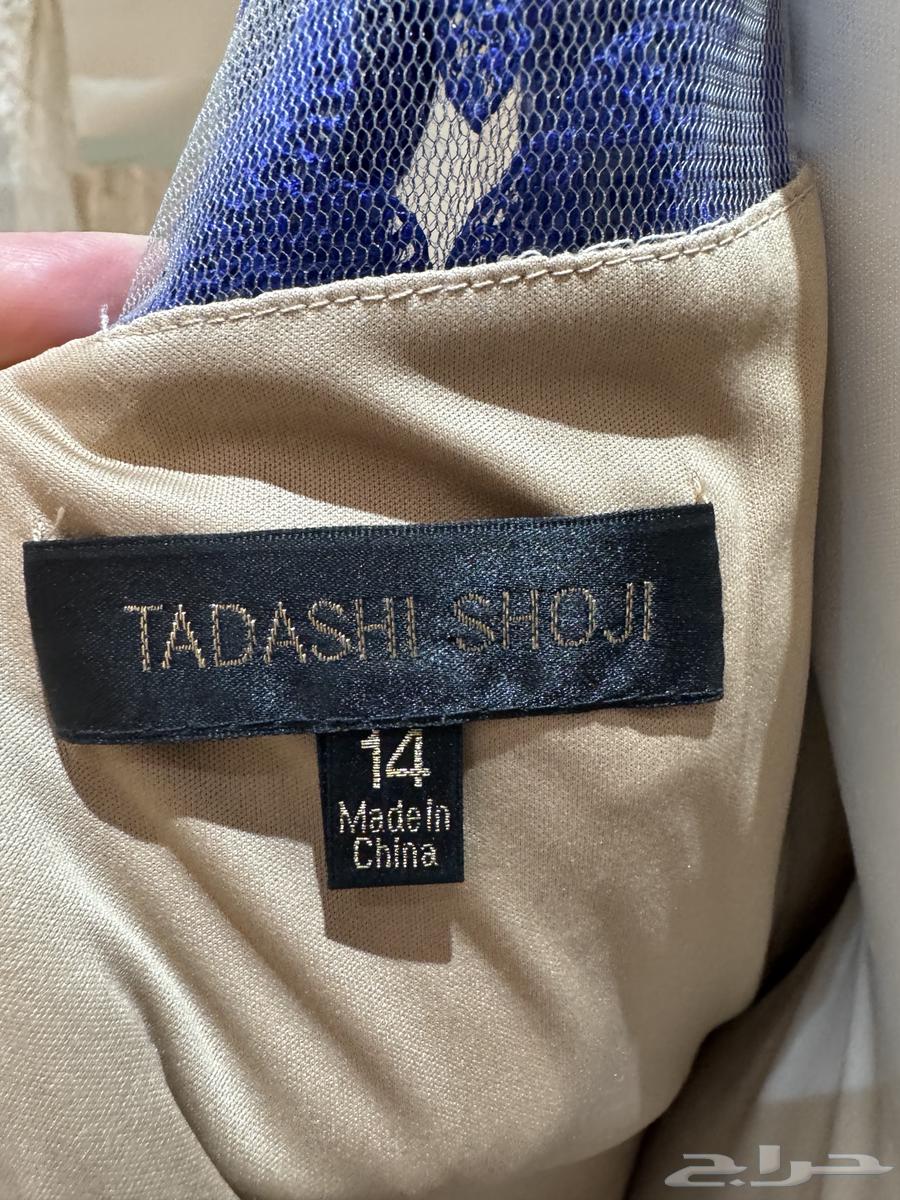 TADASHI SHOJI
14
Made in
China
حراج